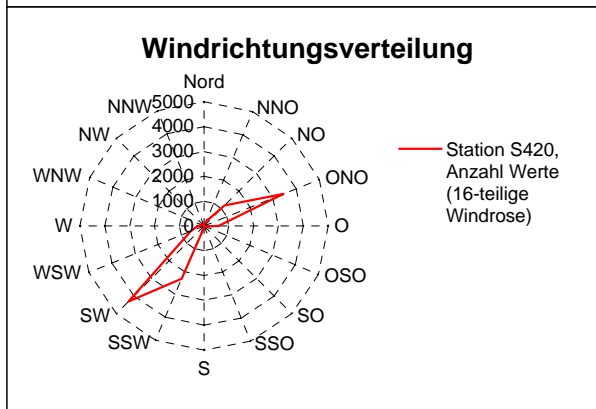 Windrichtungsverteilung
Nord
NNO
NO
ONO
O
OSO
SO
SSO
S
SSW
SW
WSW
W
WNW
NW
NNW
5000
4000
3000
2000
1000
0
Station S420,
Anzahl Werte
(16-teilige
Windrose)